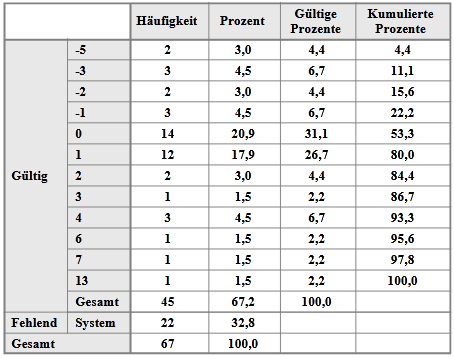 Häufigkeit Prozent Gültige Prozente Kumulierte Prozente
Gültig
-5 2 3,0 4,4 4,4
-3 3 4,5 6,7 11,1
-2 2 3,0 4,4 15,6
-1 3 4,5 6,7 22,2
0 14 20,9 31,1 53,3
1 12 17,9 26,7 80,0
2 2 3,0 4,4 84,4
3 1 1,5 2,2 86,7
4 3 4,5 6,7 93,3
6 1 1,5 2,2 95,6
7 1 1,5 2,2 97,8
13 1 1,5 2,2 100,0
Gesamt 45 67,2 100,0
Fehlend System 22 32,8
Gesamt 67 100,0